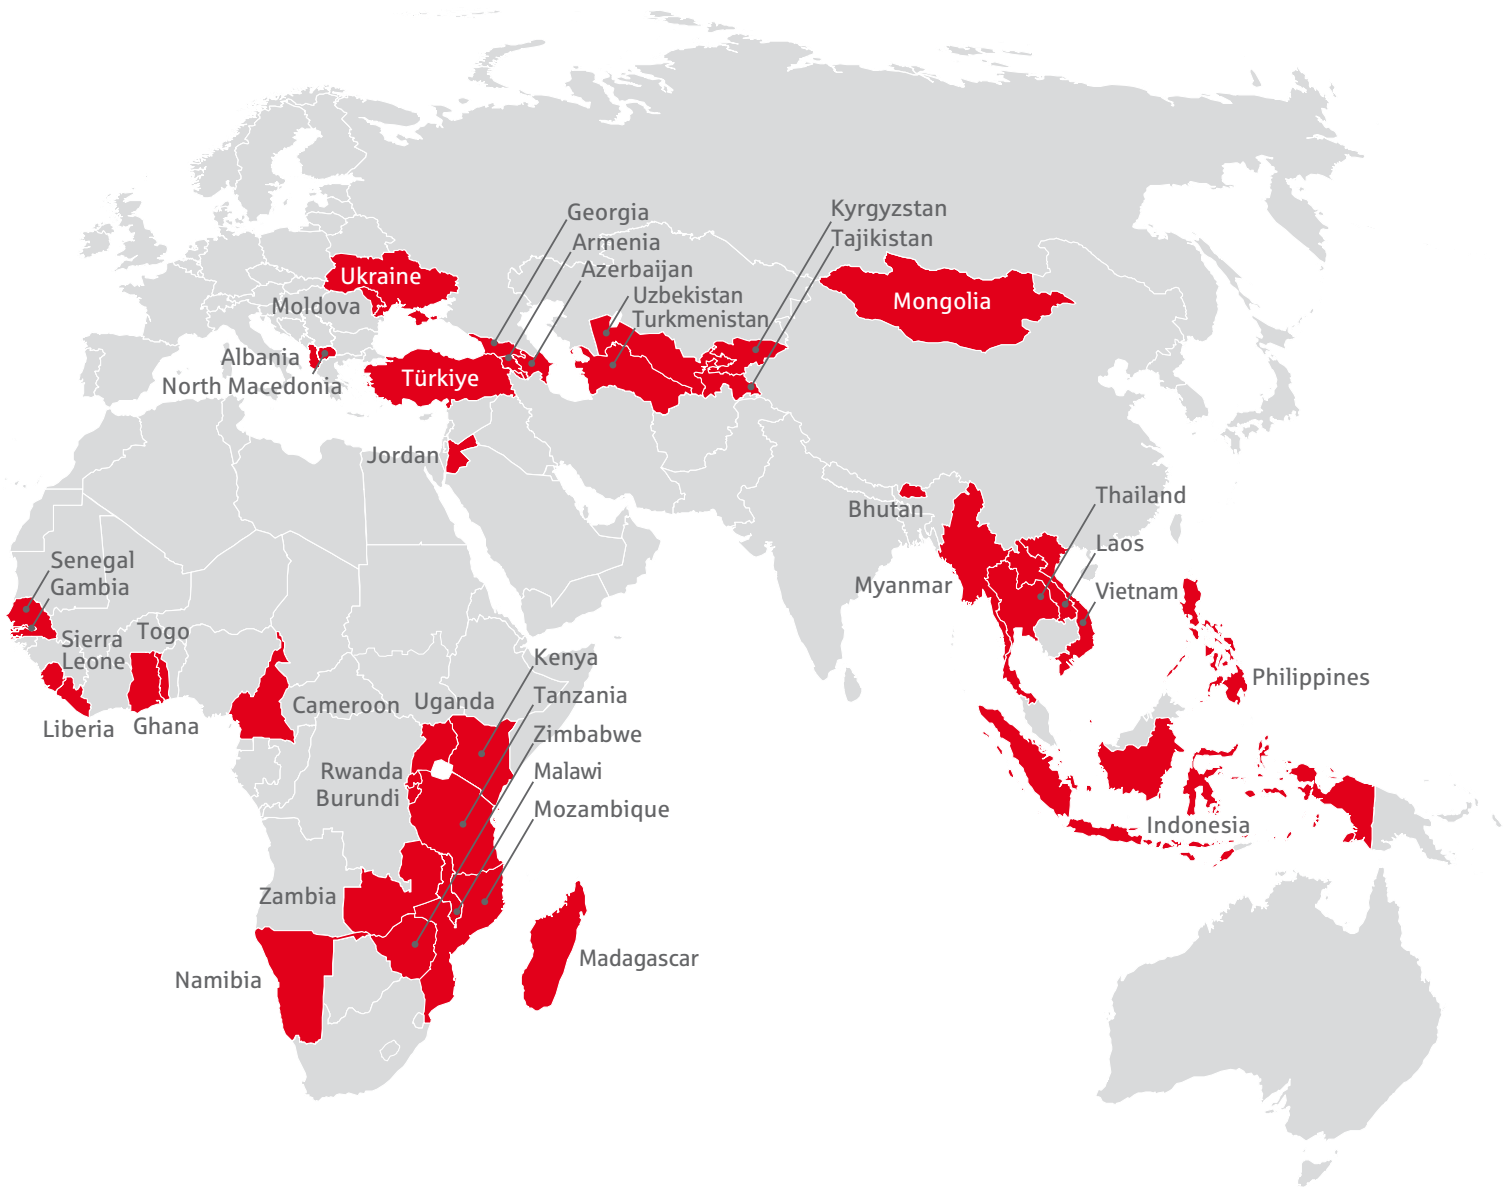 Georgia
Armenia
Azerbaijan
Uzbekistan
Turkmenistan
Kyrgyzstan
Tajikistan
Ukraine
Moldova
Mongolia
Albania
North Macedonia
Türkiye
Jordan
Bhutan
Thailand
Laos
Myanmar
Vietnam
Senegal
Gambia
Sierra
Leone
Togo
Liberia
Ghana
Cameroon
Uganda
Kenya
Tanzania
Zimbabwe
Malawi
Mozambique
Rwanda
Burundi
Philippines
Indonesia
Zambia
Namibia
Madagascar